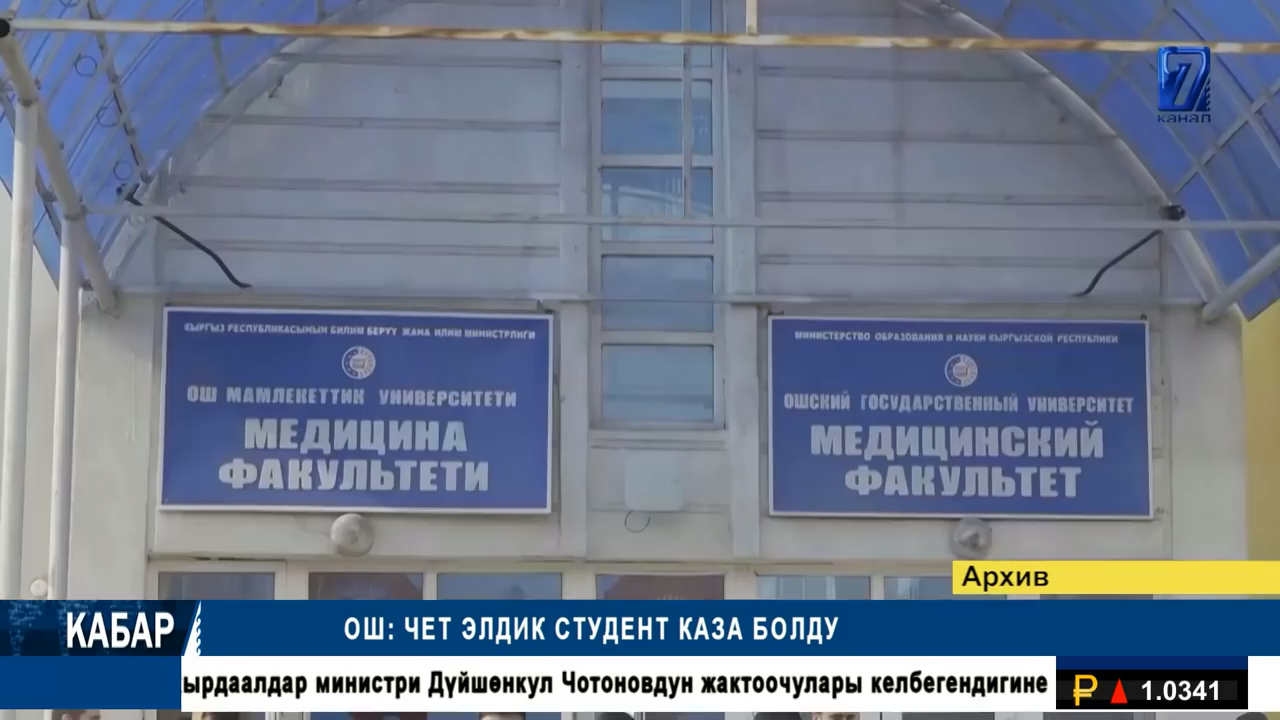 7
канал
КЫРГЫЗ РЕСПУБЛИКАСЫНЫН БИЛИМ БЕРҮҮ ЖАНА ИЛИМ МИНИСТРЛИГИ
ОШ МАМЛЕКЕТТИК УНИВЕРСИТЕТИ
МЕДИЦИНА
ФАКУЛЬТЕТИ
МИНИСТЕРСТВО ОБРАЗОВАНИЯ И НАУКИ КЫРГЫЗСКОЙ РЕСПУБЛИКИ
ОШСКИЙ ГОСУДАРСТВЕННЫЙ УНИВЕРСИТЕТ
МЕДИЦИНСКИЙ
ФАКУЛЬТЕТ
Архив
КАБАР
ОШ: ЧЕТ ЭЛДИК СТУДЕНТ КАЗА БОЛДУ
ырдаалдар министри Дүйшөнкул Чотоновдун жактоочулары келбегендигине
₽ ▲ 1.0341